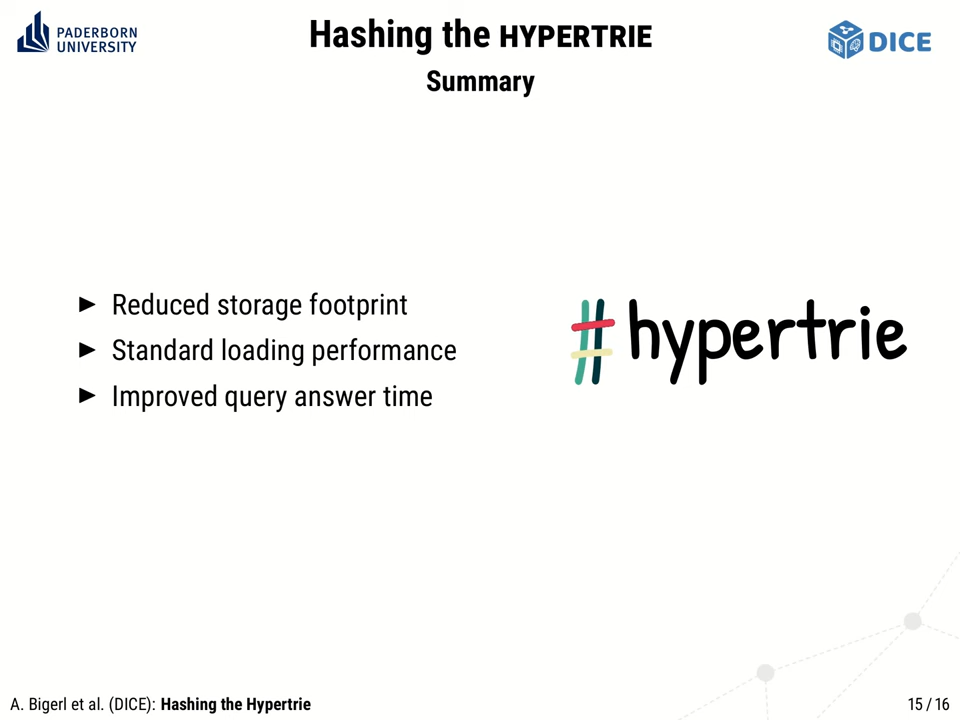 PADERBORN
UNIVERSITY
Hashing the HYPERTRIE
DICE
Summary
► Reduced storage footprint
► Standard loading performance
► Improved query answer time
#hypertrie
A. Bigerl et al. (DICE): Hashing the Hypertrie
15 / 16